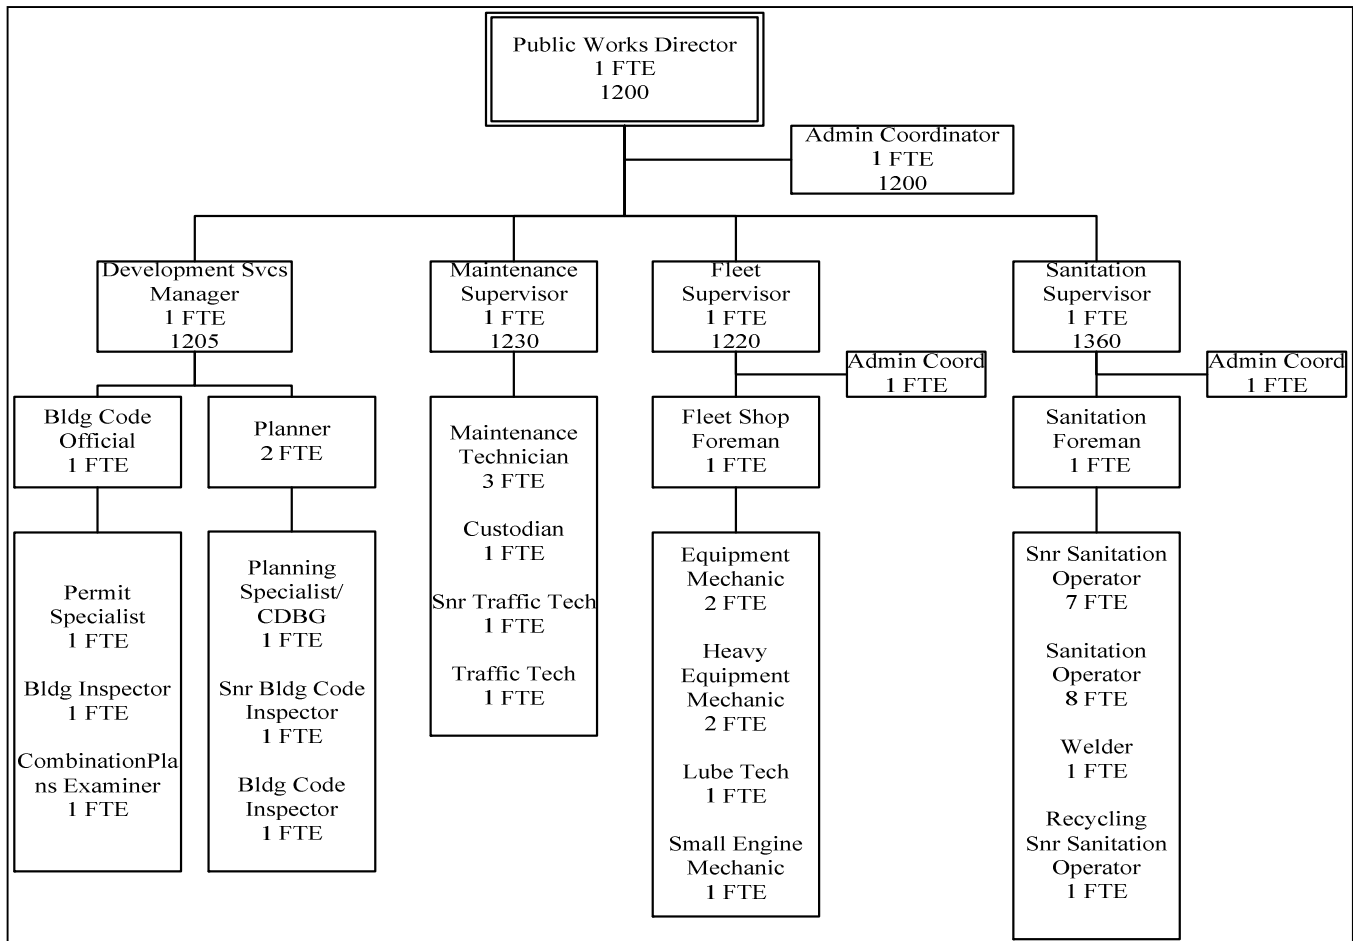 Public Works Director
1 FTE
1200
Admin Coordinator
1 FTE
1200
Development Svcs
Manager
1 FTE
1205
Maintenance
Supervisor
1 FTE
1230
Fleet
Supervisor
1 FTE
1220
Sanitation
Supervisor
1 FTE
1360
Admin Coord
1 FTE
Admin Coord
1 FTE
Bldg Code
Official
1 FTE
Planner
2 FTE
Maintenance
Technician
3 FTE
Custodian
1 FTE
Snr Traffic Tech
1 FTE
Traffic Tech
1 FTE
Fleet Shop
Foreman
1 FTE
Sanitation
Foreman
1 FTE
Permit
Specialist
1 FTE
Bldg Inspector
1 FTE
CombinationPla
ns Examiner
1 FTE
Planning
Specialist/
CDBG
1 FTE
Snr Bldg Code
Inspector
1 FTE
Bldg Code
Inspector
1 FTE
Equipment
Mechanic
2 FTE
Heavy
Equipment
Mechanic
2 FTE
Lube Tech
1 FTE
Small Engine
Mechanic
1 FTE
Snr Sanitation
Operator
7 FTE
Sanitation
Operator
8 FTE
Welder
1 FTE
Recycling
Snr Sanitation
Operator
1 FTE